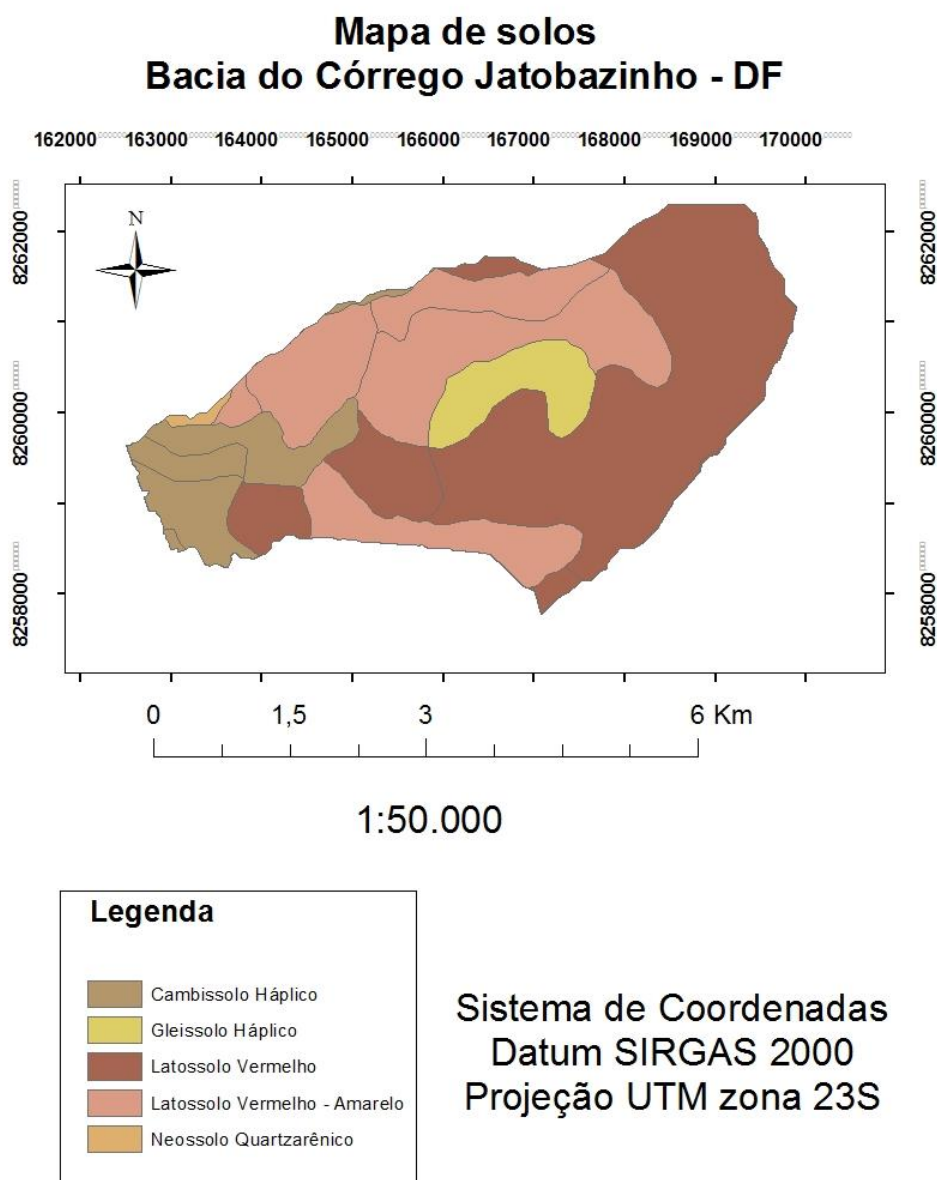 Mapa de solos
Bacia do Córrego Jatobazinho - DF
162000 163000 164000 165000 166000 167000 168000 169000 170000
8262000
8262000
N
8260000
8260000
8258000
8258000
0 1,5 3 6 Km
1:50.000
Legenda
Cambissolo Háplico
Gleissolo Háplico
Latossolo Vermelho
Latossolo Vermelho - Amarelo
Neossolo Quartzarênico
Sistema de Coordenadas
Datum SIRGAS 2000
Projeção UTM zona 23S